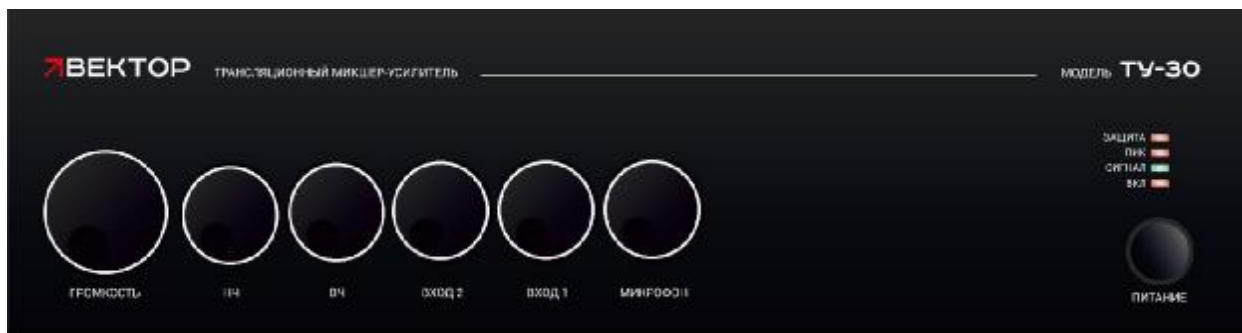 ВЕКТОР ТРАНСЛЯЦИОННЫЙ МИКШЕР-УСИЛИТЕЛЬ МОДЕЛЬ ТУ-30
ЗАЩИТА
ПИК
СИГНАЛ
ВКЛ
ГРОМКОСТЬ НЧ ВЧ ВХОД 2 ВХОД 1 МИКРОФОН ПИТАНИЕ